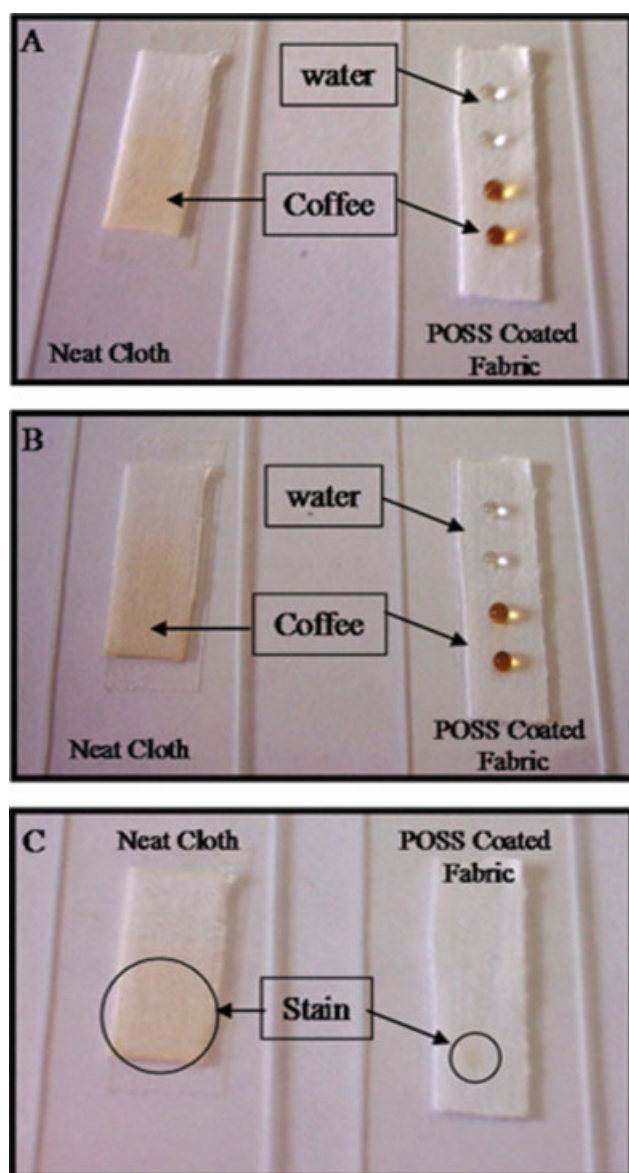 A
water
Coffee
Neat Cloth
POSS Coated
Fabric
B
water
Coffee
Neat Cloth
POSS Coated
Fabric
C
Neat Cloth
POSS Coated
Fabric
Stain